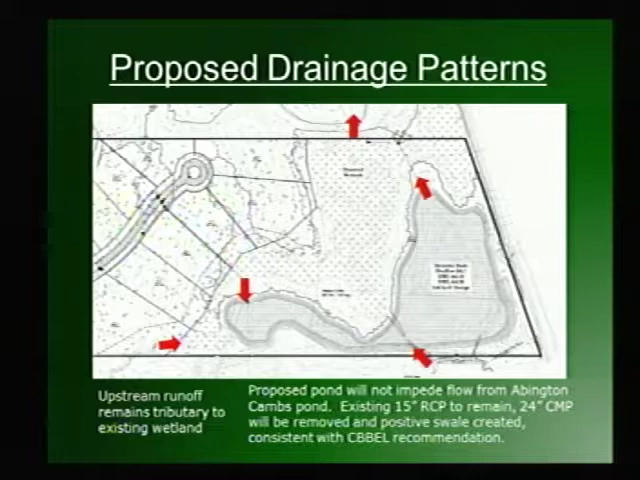 Proposed Drainage Patterns
Upstream runoff
remains tributary to
existing wetland
Proposed pond will not impede flow from Abington
Cambs pond. Existing 15" RCP to remain, 24" CMP
will be removed and positive swale created,
consistent with CBBEL recommendation.